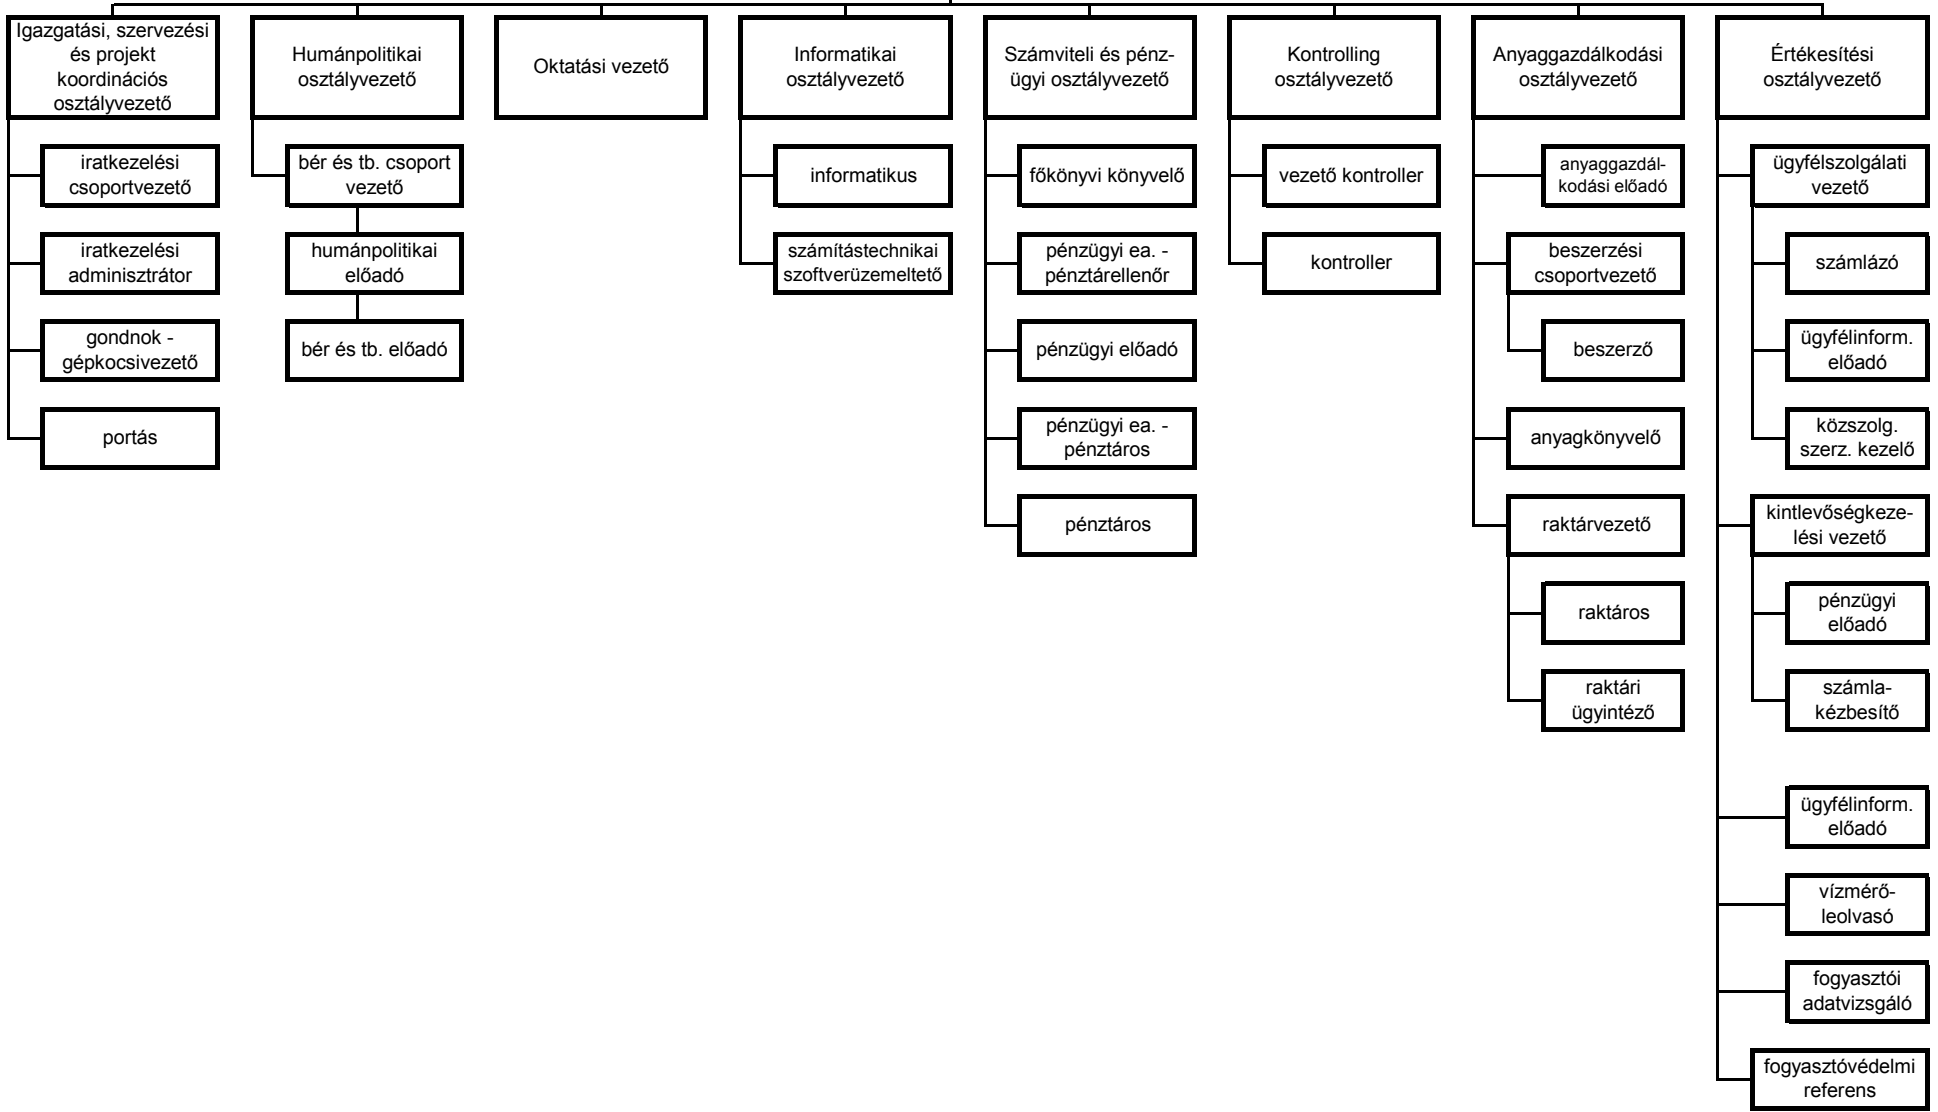 Igazgatási, szervezési
és projekt
koordinációs
osztályvezető
iratkezelési
csoportvezető
iratkezelési
adminisztrátor
gondnok -
gépkocsivezető
portás
Humánpolitikai
osztályvezető
bér és tb. csoport
vezető
humánpolitikai
előadó
bér és tb. előadó
Oktatási vezető
Informatikai
osztályvezető
informatikus
számítástechnikai
szoftverüzemeltető
Számviteli és pénz-
ügyi osztályvezető
főkönyvi könyvelő
pénzügyi ea. -
pénztárellenőr
pénzügyi előadó
pénzügyi ea. -
pénztáros
pénztáros
Kontrolling
osztályvezető
vezető kontroller
kontroller
Anyaggazdálkodási
osztályvezető
anyaggazdál-
kodási előadó
beszerzési
csoportvezető
beszerző
anyagkönyvelő
raktárvezető
raktáros
raktári
ügyintéző
Értékesítési
osztályvezető
ügyfélszolgálati
vezető
számlázó
ügyfélinform.
előadó
közszolg.
szerz. kezelő
kintlevőségkeze-
lési vezető
pénzügyi
előadó
számla-
kézbesítő
ügyfélinform.
előadó
vízmérő-
leolvasó
fogyasztói
adatvizsgáló
fogyasztóvédelmi
referens